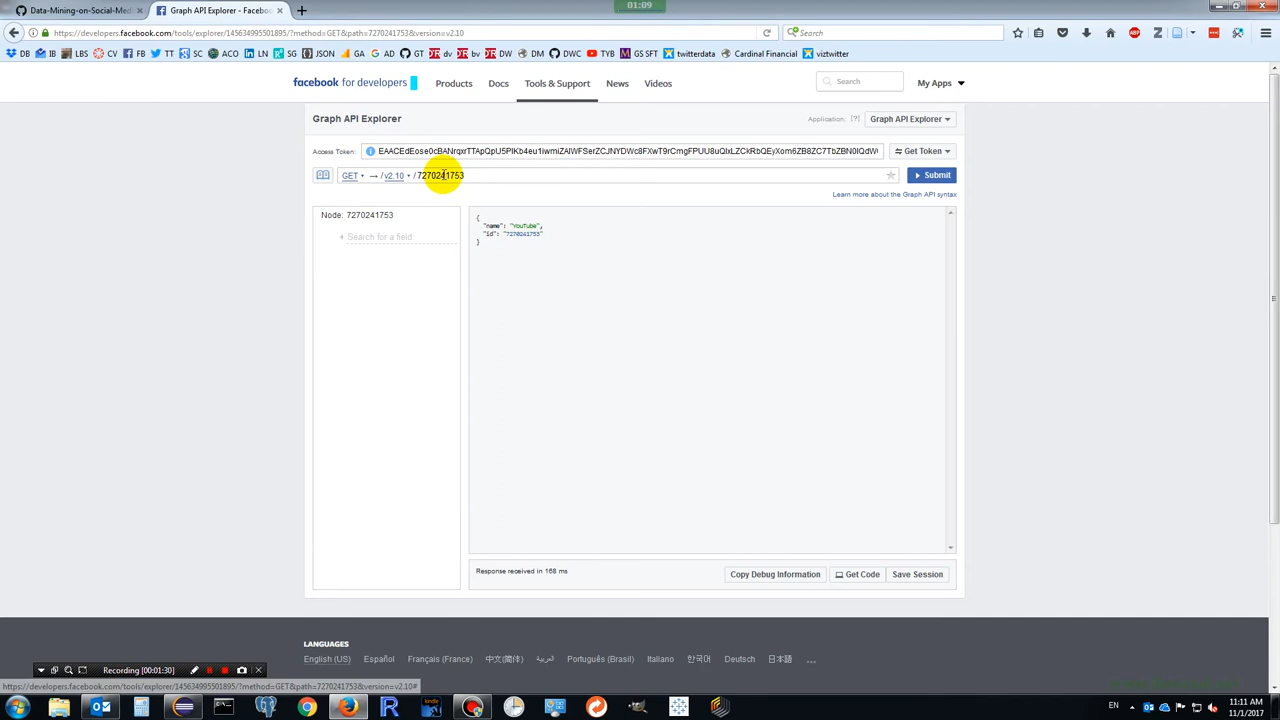 01:09
Data-Mining-on-Social-Med
Graph API Explorer - Facebo
https://developers.facebook.com/tools/explorer/145634995501895/?method=GET&path=7270241753&version=v2.10
Search
DB IB LBS CV FB TT SCR ACO LN SG JSON GA AD GT dv bv DW DM DWC TYB GS SFT twitterdata Cardinal Financial viztwitter
facebook for developers
Products Docs Tools & Support News Videos
Search
My Apps
Graph API Explorer
Application: [?] Graph API Explorer
Access Token:
Get Token
GET → / v2.10 / 7270241753
Submit
Learn more about the Graph API syntax
Node: 7270241753
Search for a field
{
"name": "YouTube",
"id": "7270241753"
}
Response received in 168 ms
Copy Debug Information Get Code Save Session
LANGUAGES
English (US) Español Français (France) 中文(简体) العربية Português (Brasil) Italiano 한국어 Deutsch 日本語 ...
Recording [00:01:30]
https://developers.facebook.com/tools/explorer/145634995501895/?method=GET&path=7270241753&version=v2.10#
kindle
EN
11:11 AM
11/1/2017